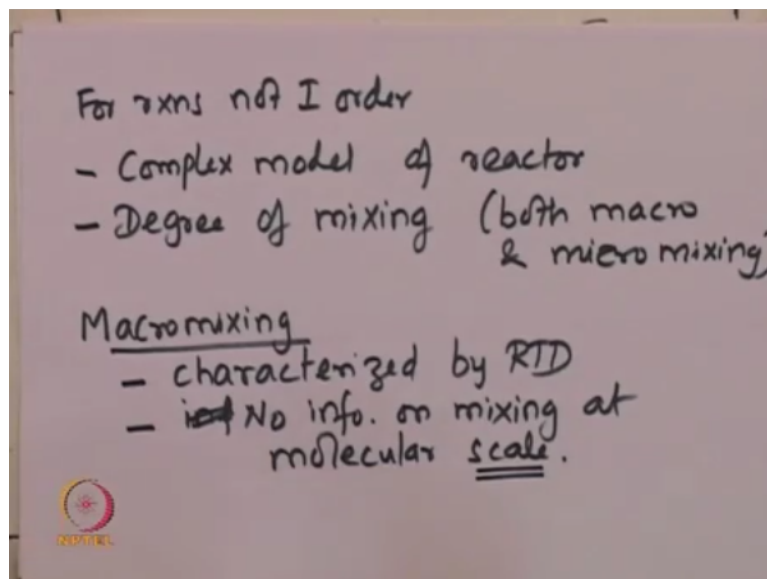 For rxns not I order
- Complex model of reactor
- Degree of mixing (both macro
& micro mixing)
Macromixing
- characterized by RTD
- No info. on mixing at
molecular scale.
NPTEL